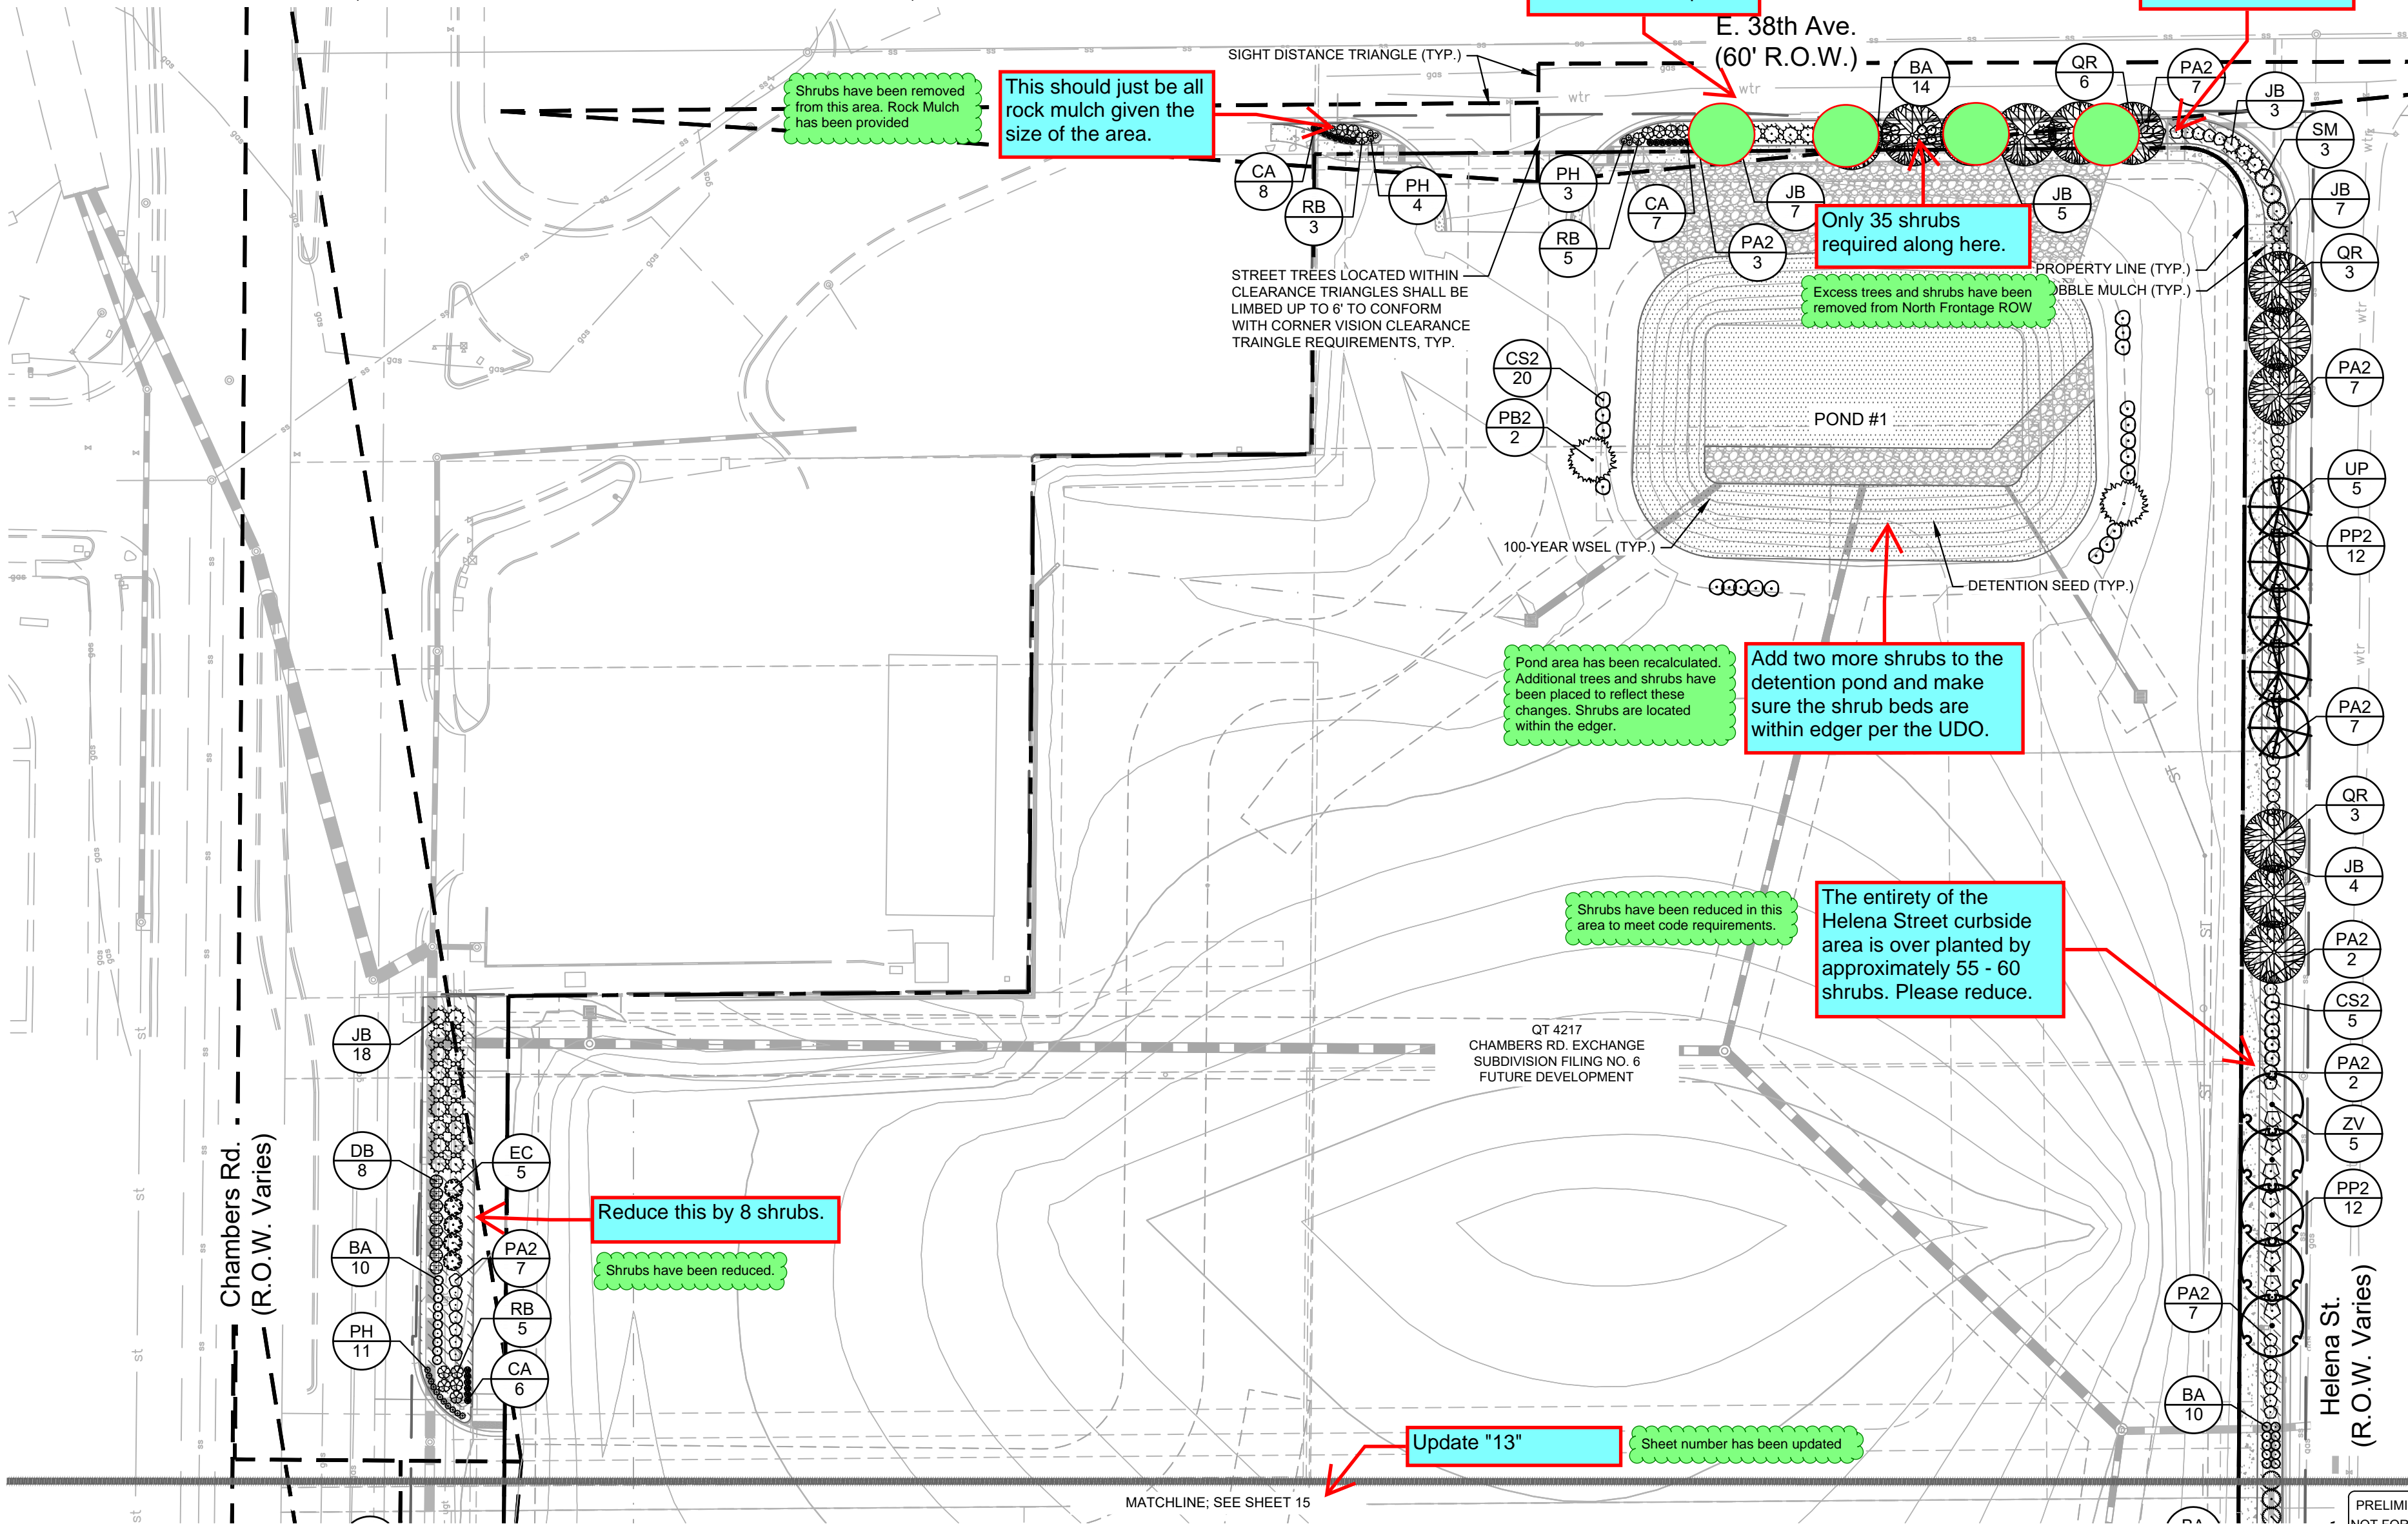 E. 38th Ave.
(60' R.O.W.)
SIGHT DISTANCE TRIANGLE (TYP.)
Shrubs have been removed
from this area. Rock Mulch
has been provided
This should just be all
rock mulch given the
size of the area.
BA
14
QR
6
PA2
7
JB
3
SM
3
JB
7
QR
3
CA
8
RB
3
PH
4
PH
3
RB
5
CA
7
PA2
3
JB
7
JB
5
Only 35 shrubs
required along here.
Excess trees and shrubs have been
removed from North Frontage ROW
PROPERTY LINE (TYP.)
OBBLE MULCH (TYP.)
STREET TREES LOCATED WITHIN
CLEARANCE TRIANGLES SHALL BE
LIMBED UP TO 6' TO CONFORM
WITH CORNER VISION CLEARANCE
TRAINGLE REQUIREMENTS, TYP.
CS2
20
PB2
2
POND #1
100-YEAR WSEL (TYP.)
DETENTION SEED (TYP.)
PA2
7
UP
5
PP2
12
PA2
7
QR
3
JB
4
PA2
2
CS2
5
PA2
2
ZV
5
PP2
12
PA2
7
BA
10
Pond area has been recalculated.
Additional trees and shrubs have
been placed to reflect these
changes. Shrubs are located
within the edger.
Add two more shrubs to the
detention pond and make
sure the shrub beds are
within edger per the UDO.
Shrubs have been reduced in this
area to meet code requirements.
The entirety of the
Helena Street curbside
area is over planted by
approximately 55 - 60
shrubs. Please reduce.
QT 4217
CHAMBERS RD. EXCHANGE
SUBDIVISION FILING NO. 6
FUTURE DEVELOPMENT
JB
18
DB
8
EC
5
BA
10
PA2
7
RB
5
PH
11
CA
6
Reduce this by 8 shrubs.
Shrubs have been reduced.
Chambers Rd.
(R.O.W. Varies)
Helena St.
(R.O.W. Varies)
Update "13"
Sheet number has been updated
MATCHLINE; SEE SHEET 15
PRELIMI
gas
ss
wtr
st
ST